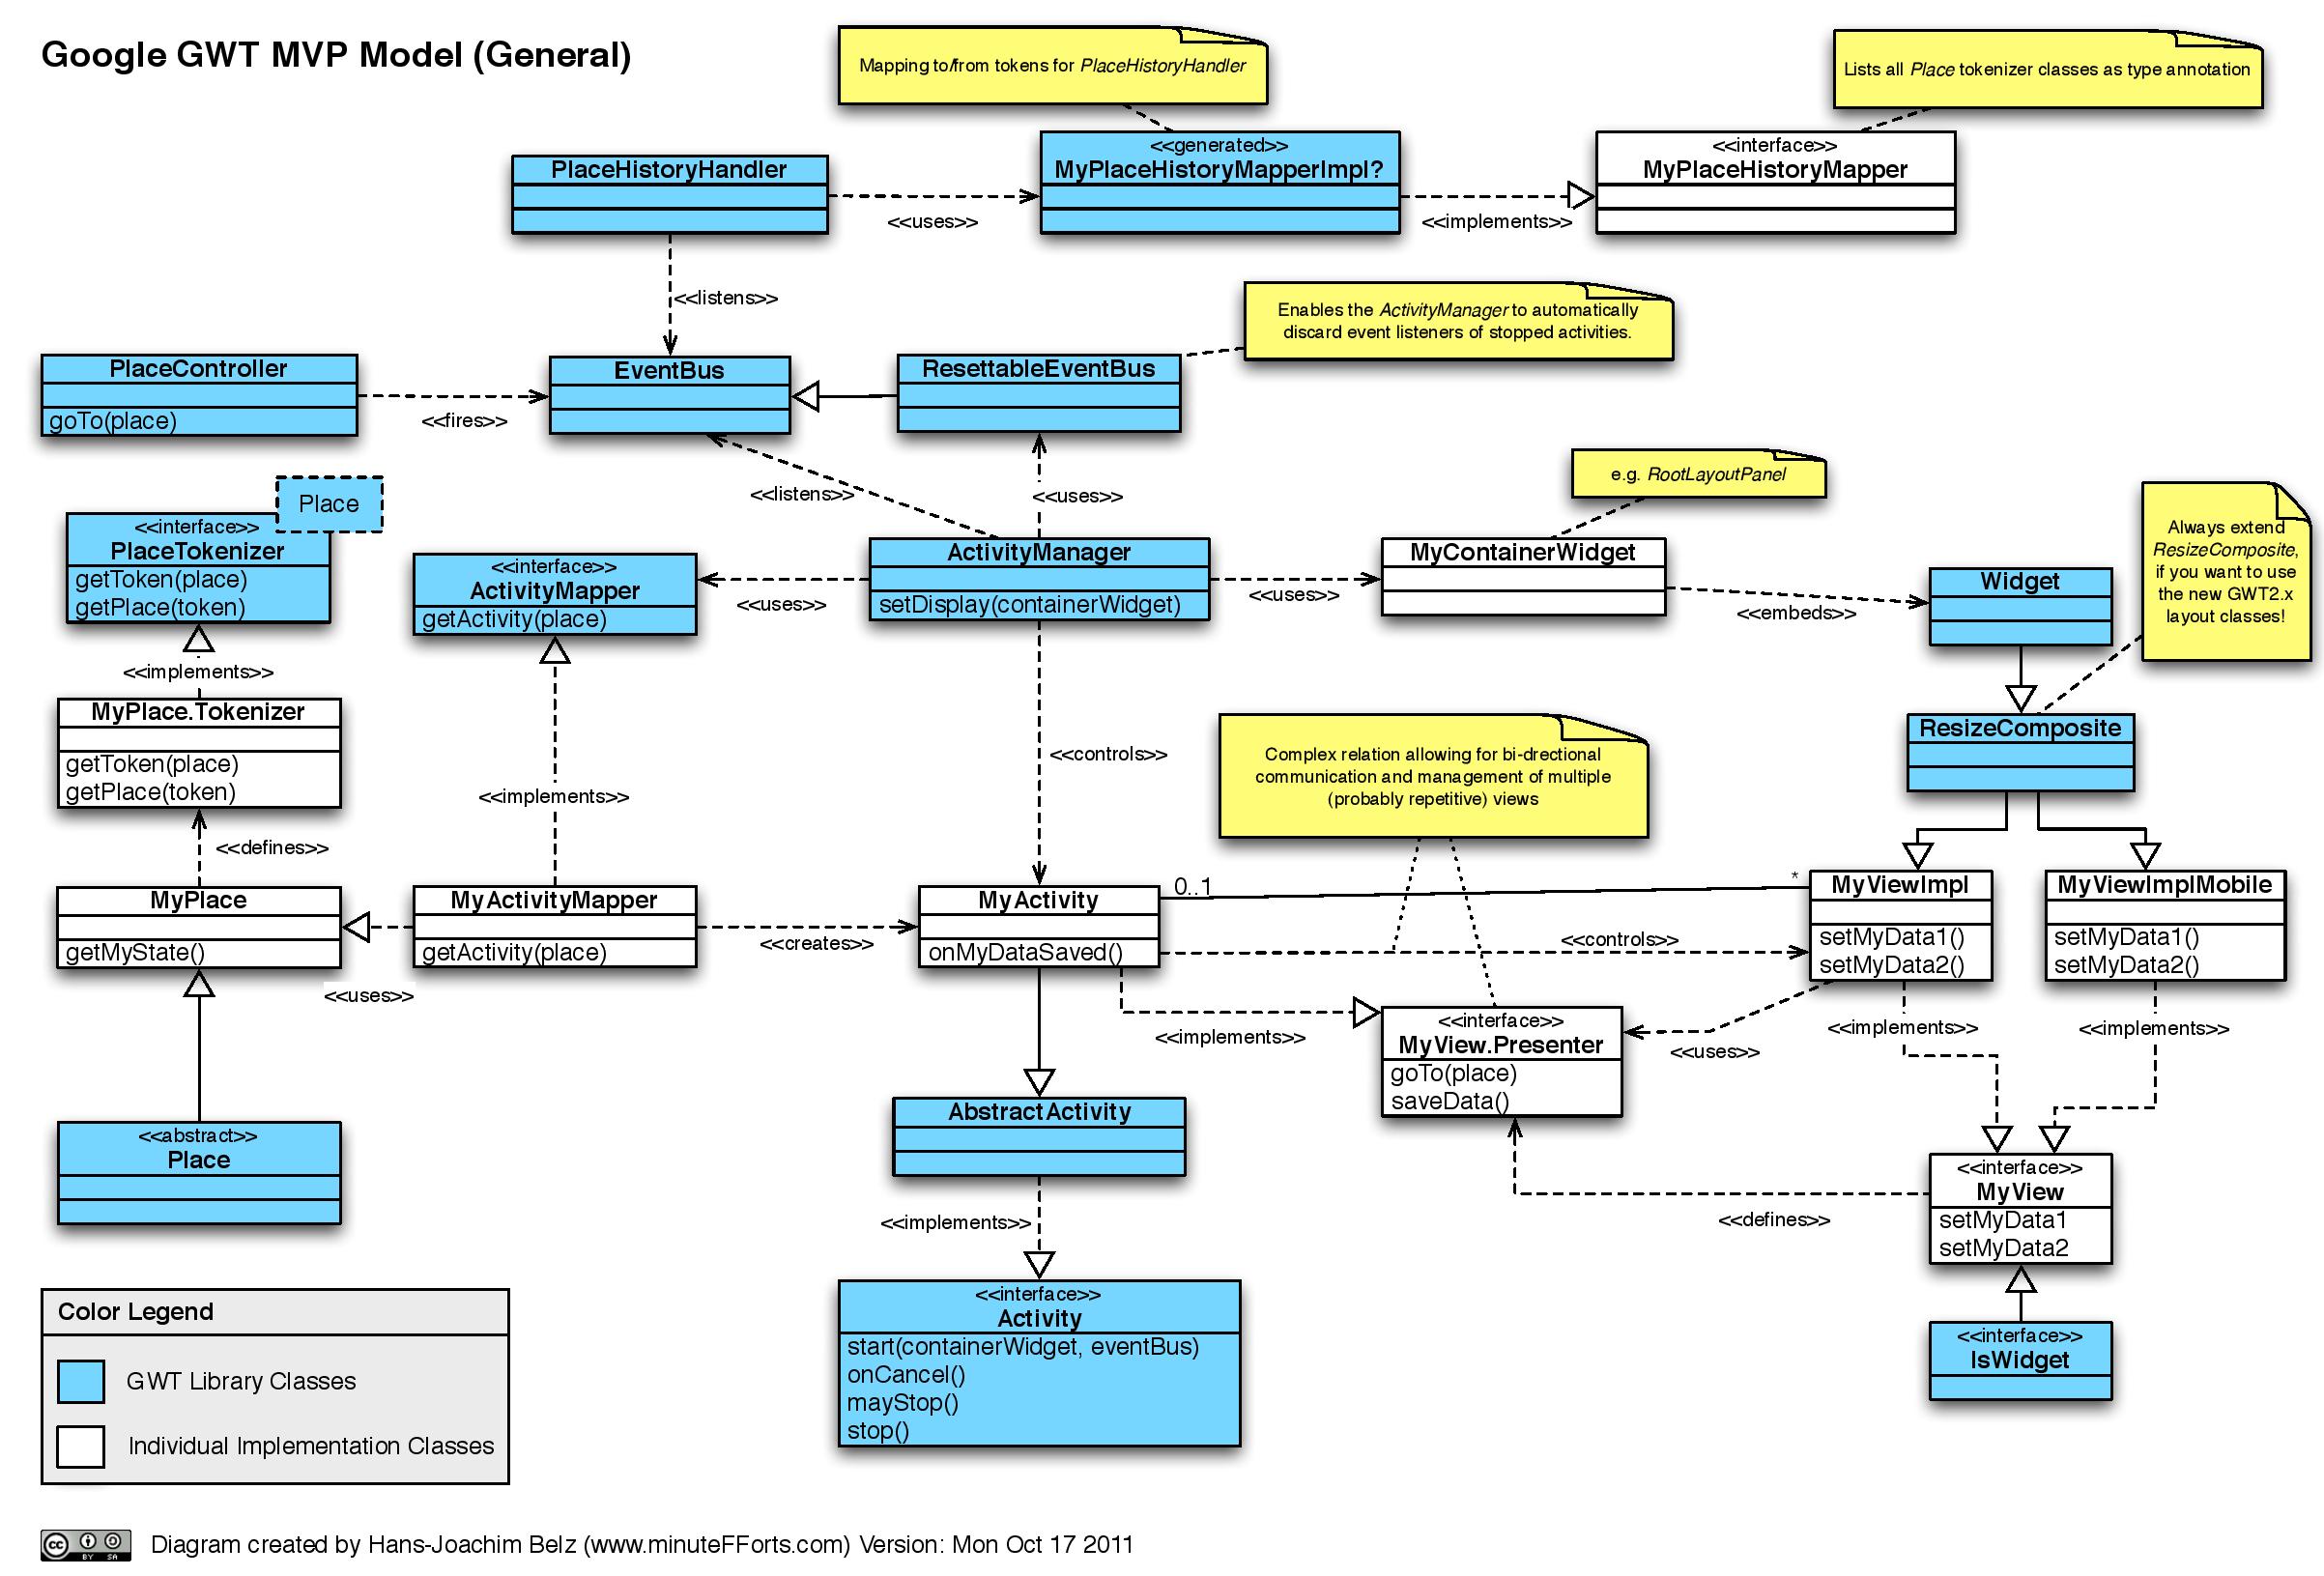 Google GWT MVP Model (General)
Mapping to/from tokens for PlaceHistoryHandler
Lists all Place tokenizer classes as type annotation
PlaceHistoryHandler
<<uses>>
<<generated>>
MyPlaceHistoryMapperImpl?
<<implements>>
<<interface>>
MyPlaceHistoryMapper
<<listens>>
Enables the ActivityManager to automatically
discard event listeners of stopped activities.
PlaceController
goTo(place)
<<fires>>
EventBus
ResettableEventBus
<<listens>>
<<uses>>
e.g. RootLayoutPanel
Always extend
ResizeComposite,
if you want to use
the new GWT2.x
layout classes!
Place
<<interface>>
PlaceTokenizer
getToken(place)
getPlace(token)
<<interface>>
ActivityMapper
getActivity(place)
<<uses>>
ActivityManager
setDisplay(containerWidget)
<<uses>>
MyContainerWidget
<<embeds>>
Widget
<<implements>>
MyPlace.Tokenizer
getToken(place)
getPlace(token)
<<implements>>
<<controls>>
Complex relation allowing for bi-drectional
communication and management of multiple
(probably repetitive) views
ResizeComposite
<<defines>>
MyPlace
getMyState()
<<uses>>
MyActivityMapper
getActivity(place)
<<creates>>
MyActivity
onMyDataSaved()
0..1
*
<<controls>>
MyViewImpl
setMyData1()
setMyData2()
MyViewImplMobile
setMyData1()
setMyData2()
<<implements>>
<<interface>>
MyView.Presenter
goTo(place)
saveData()
<<uses>>
<<implements>>
<<implements>>
<<abstract>>
Place
AbstractActivity
<<implements>>
<<defines>>
<<interface>>
MyView
setMyData1
setMyData2
<<interface>>
Activity
start(containerWidget, eventBus)
onCancel()
mayStop()
stop()
<<interface>>
IsWidget
Color Legend
GWT Library Classes
Individual Implementation Classes
cc BY SA
Diagram created by Hans-Joachim Belz (www.minuteFForts.com) Version: Mon Oct 17 2011